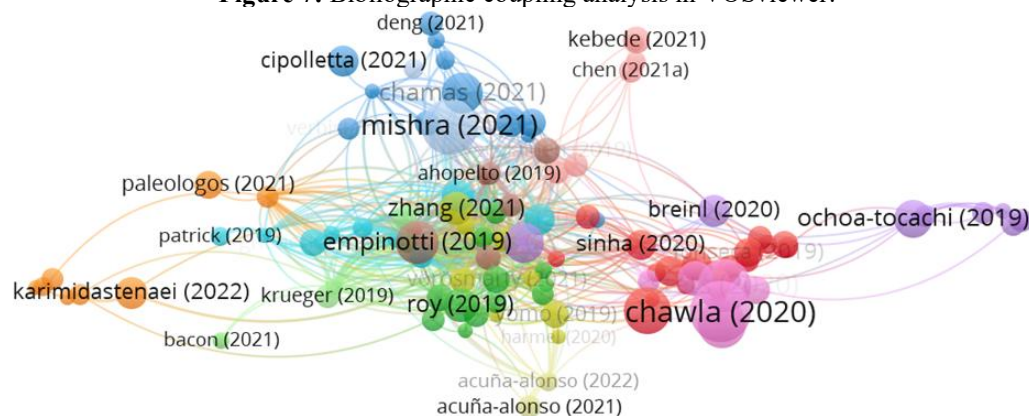 Figure 7. Bibliographic coupling analysis in VOSviewer.
deng (2021)
kebede (2021)
cipolletta (2021)
chen (2021a)
chamas (2021)
mishra (2021)
ahopelto (2019)
paleologos (2021)
zhang (2021)
breinl (2020)
ochoa-tocachi (2019)
patrick (2019)
empinotti (2019)
sinha (2020)
karimidastenaei (2022)
krueger (2019)
roy (2019)
chawla (2020)
harmel (2020)
bacon (2021)
acuña-alonso (2022)
acuña-alonso (2021)